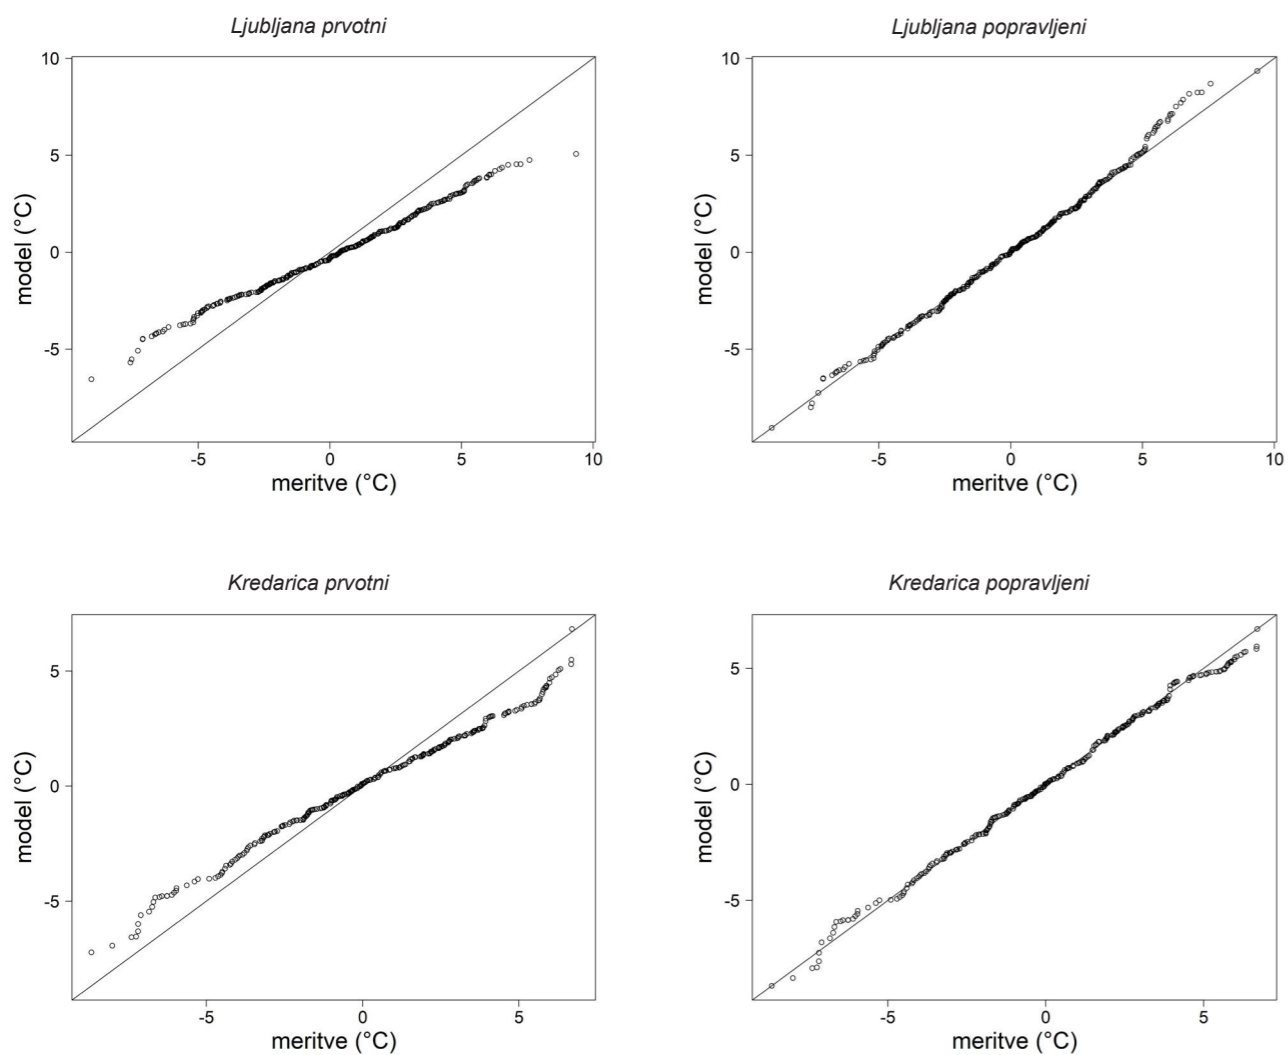 Ljubljana prvotni
10
5
0
-5
model (°C)
-5 0 5 10
meritve (°C)
Ljubljana popravljeni
10
5
0
-5
model (°C)
-5 0 5 10
meritve (°C)
Kredarica prvotni
5
0
-5
model (°C)
-5 0 5
meritve (°C)
Kredarica popravljeni
5
0
-5
model (°C)
-5 0 5
meritve (°C)